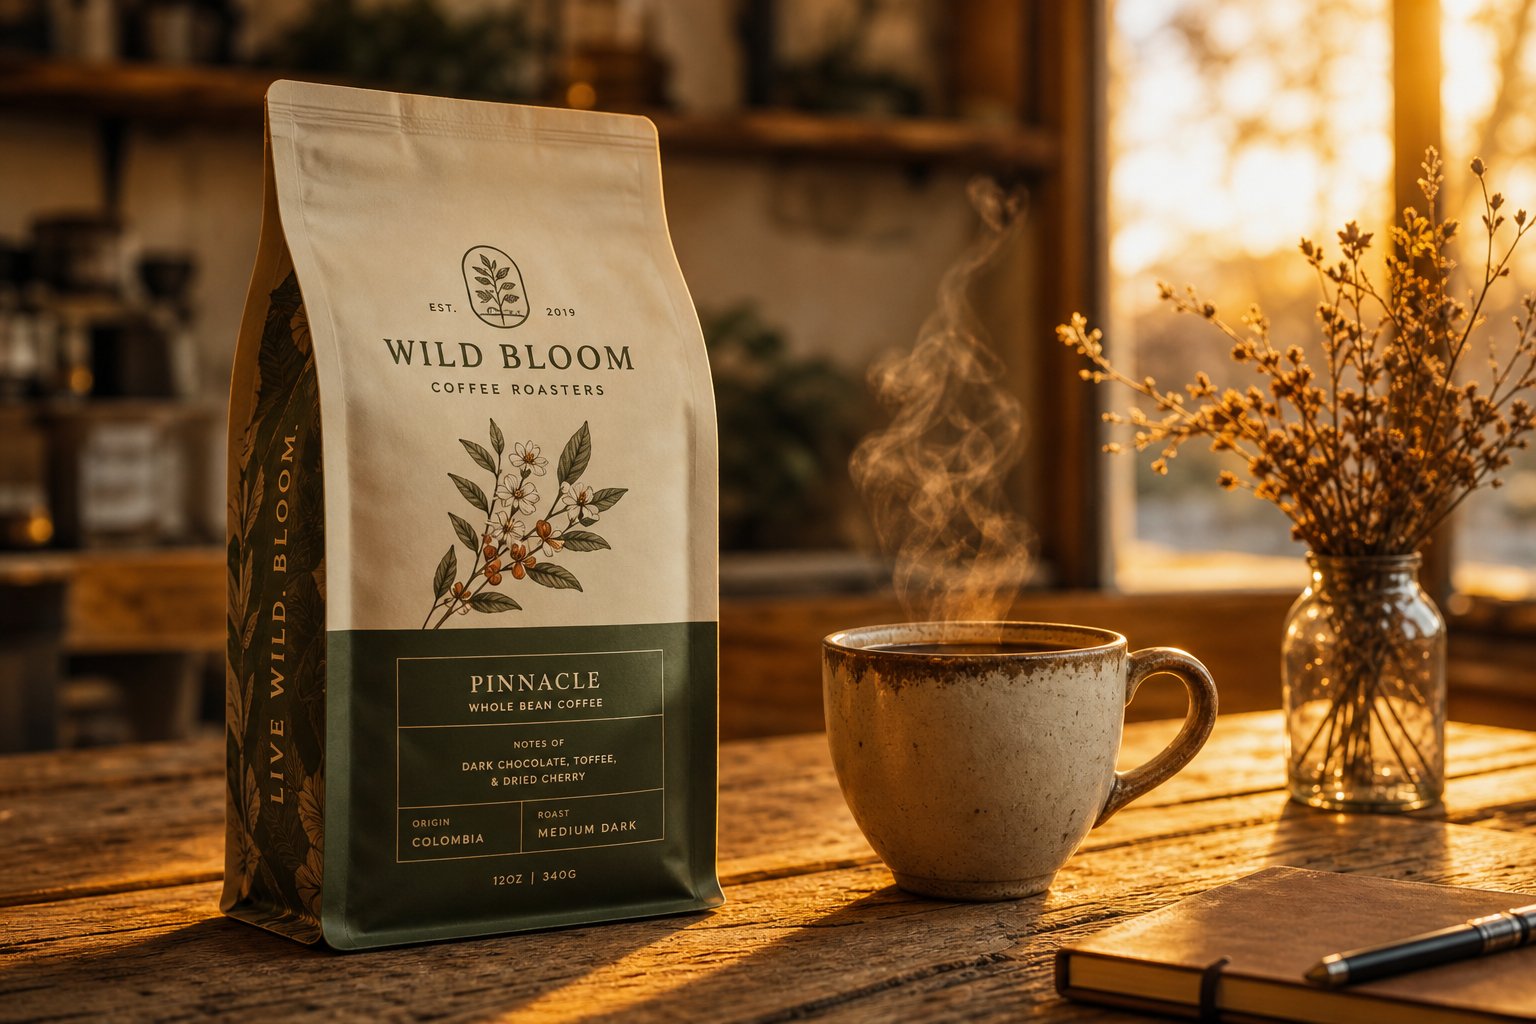 EST. 2019
WILD BLOOM
COFFEE ROASTERS
PINNACLE
WHOLE BEAN COFFEE
NOTES OF
DARK CHOCOLATE, TOFFEE,
& DRIED CHERRY
ORIGIN
COLOMBIA
ROAST
MEDIUM DARK
12OZ | 340G
LIVE WILD. BLOOM.